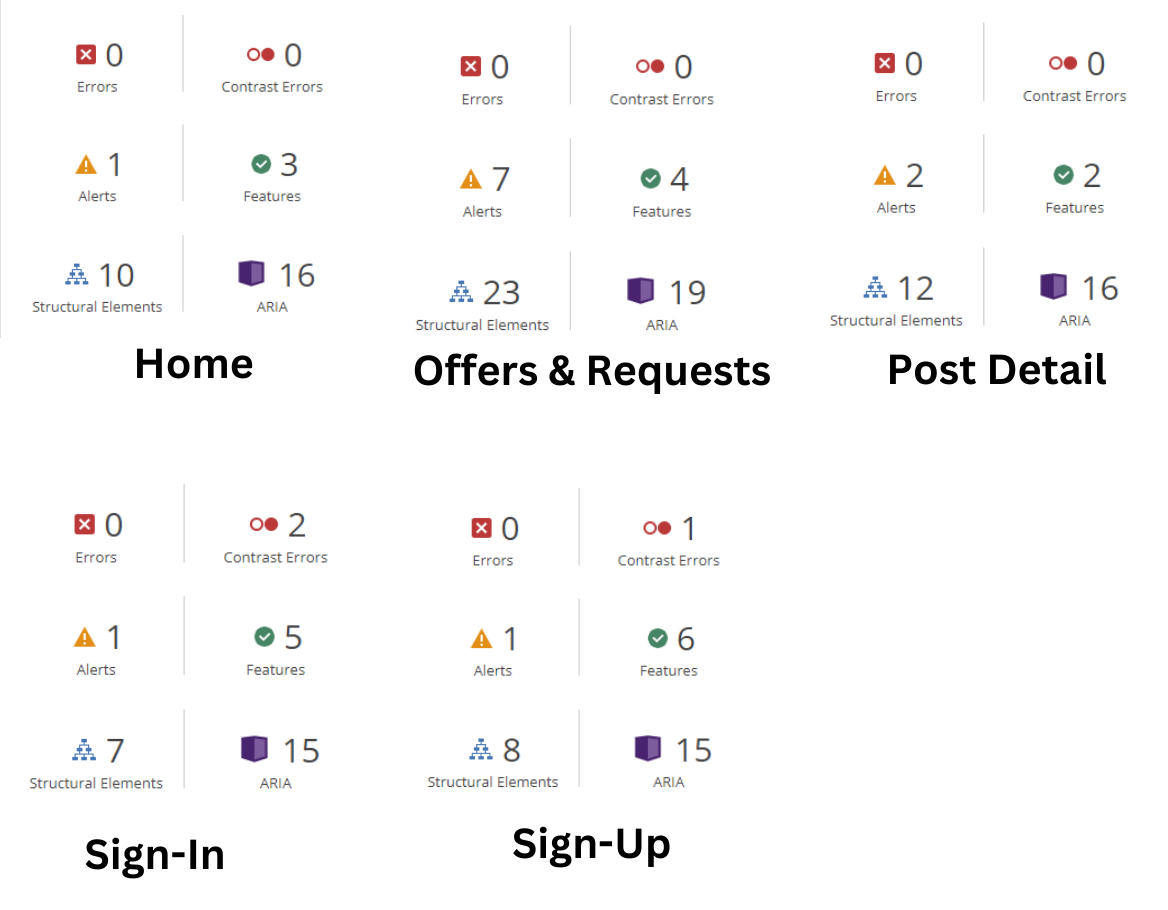 0 0
Errors Contrast Errors
1 3
Alerts Features
10 16
Structural Elements ARIA
Home
0 0
Errors Contrast Errors
7 4
Alerts Features
23 19
Structural Elements ARIA
Offers & Requests
0 0
Errors Contrast Errors
2 2
Alerts Features
12 16
Structural Elements ARIA
Post Detail
0 2
Errors Contrast Errors
1 5
Alerts Features
7 15
Structural Elements ARIA
Sign-In
0 1
Errors Contrast Errors
1 6
Alerts Features
8 15
Structural Elements ARIA
Sign-Up